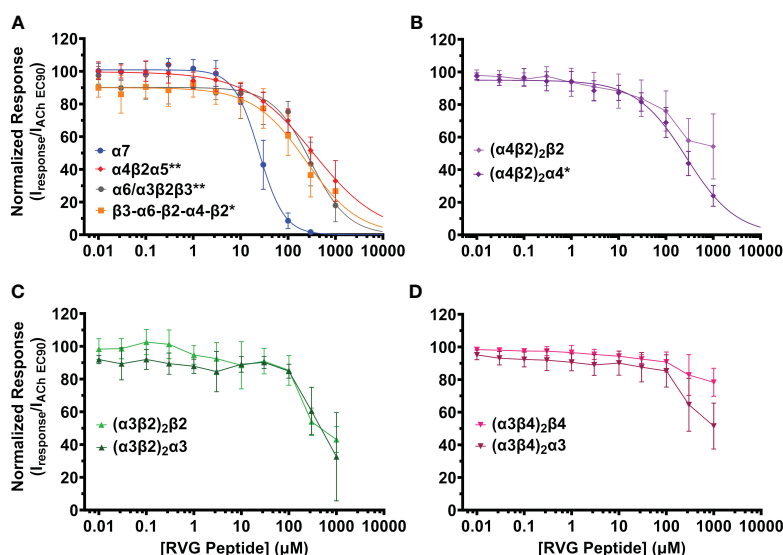 A
Normalized Response
(Iresponse/IACh EC90)
120
100
80
60
40
20
0
α7
α4β2α5**
α6/α3β2β3**
β3-α6-β2-α4-β2*
0.01 0.1 1 10 100 1000 10000
B
120
100
80
60
40
20
0
(α4β2)2β2
(α4β2)2α4*
0.01 0.1 1 10 100 1000 10000
C
Normalized Response
(Iresponse/IACh EC90)
120
100
80
60
40
20
0
(α3β2)2β2
(α3β2)2α3
0.01 0.1 1 10 100 1000 10000
[RVG Peptide] (µM)
D
120
100
80
60
40
20
0
(α3β4)2β4
(α3β4)2α3
0.01 0.1 1 10 100 1000 10000
[RVG Peptide] (µM)